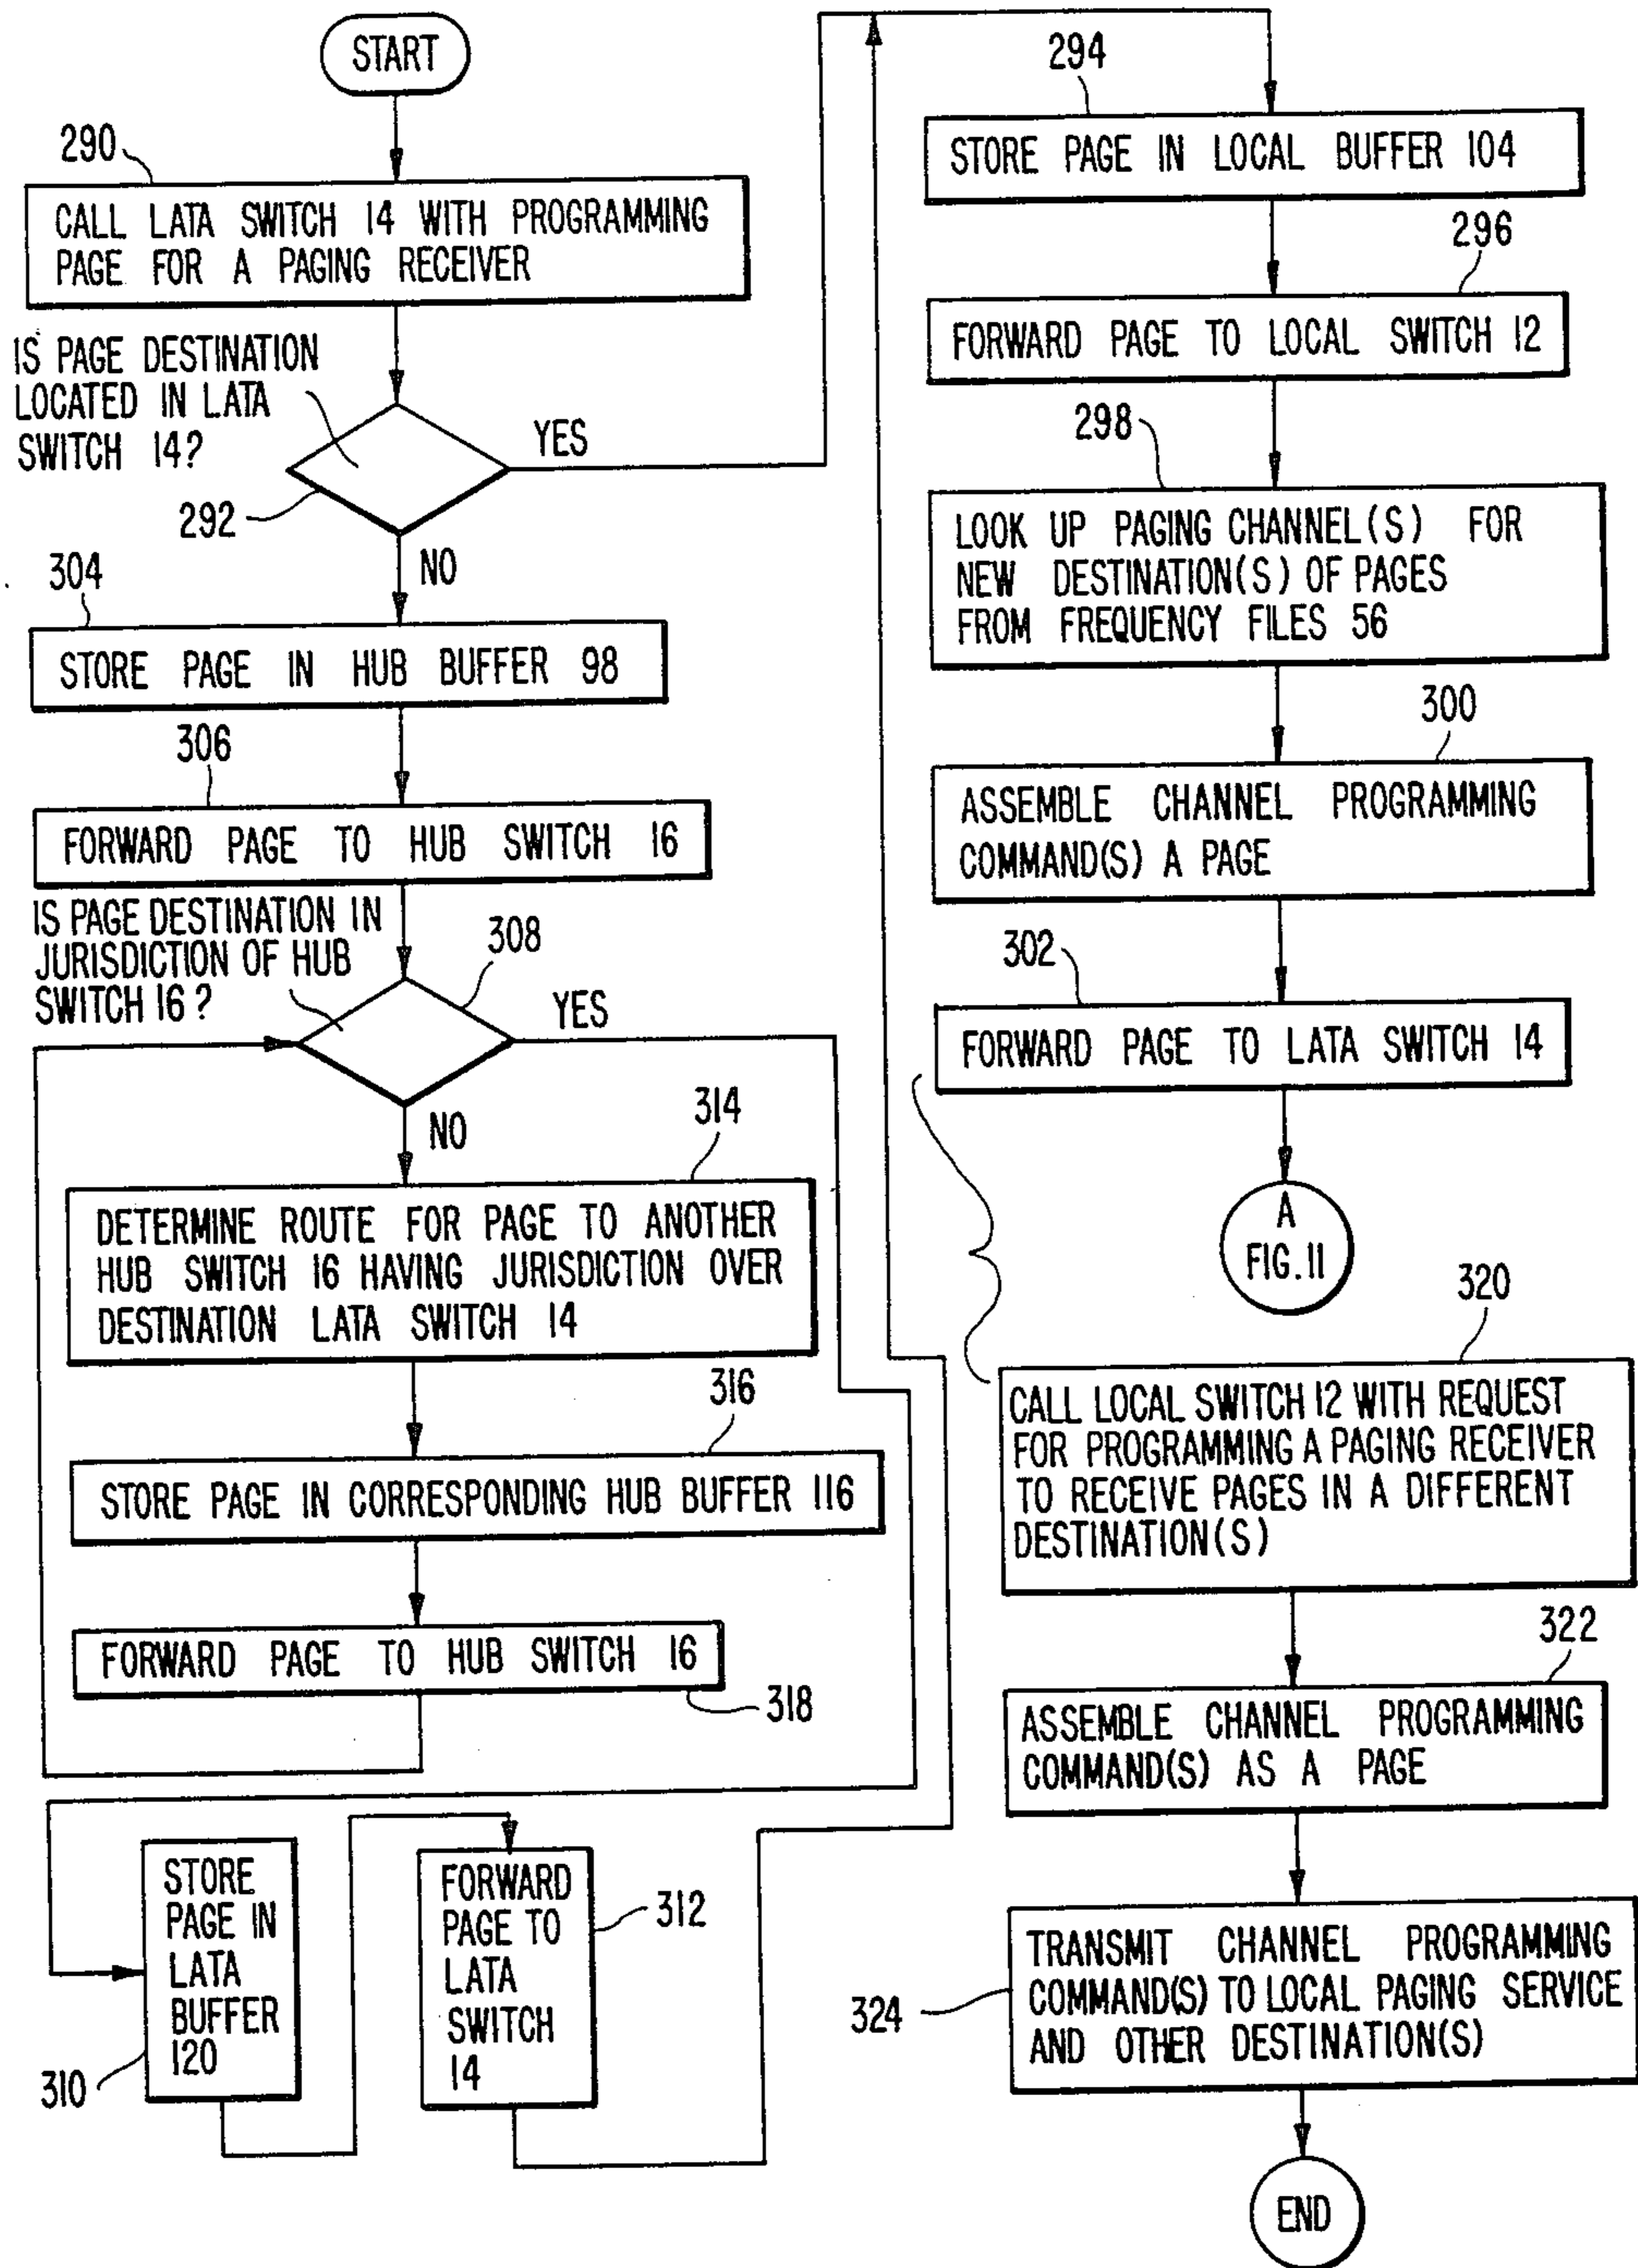 START
290
CALL LATA SWITCH 14 WITH PROGRAMMING
PAGE FOR A PAGING RECEIVER
IS PAGE DESTINATION
LOCATED IN LATA
SWITCH 14?
YES
292
NO
304
STORE PAGE IN HUB BUFFER 98
306
FORWARD PAGE TO HUB SWITCH 16
IS PAGE DESTINATION IN
JURISDICTION OF HUB
SWITCH 16?
308
YES
NO
314
DETERMINE ROUTE FOR PAGE TO ANOTHER
HUB SWITCH 16 HAVING JURISDICTION OVER
DESTINATION LATA SWITCH 14
316
STORE PAGE IN CORRESPONDING HUB BUFFER 116
FORWARD PAGE TO HUB SWITCH 16
318
STORE
PAGE IN
LATA
BUFFER
120
310
FORWARD
PAGE TO
LATA
SWITCH
14
312
294
STORE PAGE IN LOCAL BUFFER 104
296
FORWARD PAGE TO LOCAL SWITCH 12
298
LOOK UP PAGING CHANNEL(S) FOR
NEW DESTINATION(S) OF PAGES
FROM FREQUENCY FILES 56
300
ASSEMBLE CHANNEL PROGRAMMING
COMMAND(S) A PAGE
302
FORWARD PAGE TO LATA SWITCH 14
A
FIG.11
320
CALL LOCAL SWITCH 12 WITH REQUEST
FOR PROGRAMMING A PAGING RECEIVER
TO RECEIVE PAGES IN A DIFFERENT
DESTINATION(S)
322
ASSEMBLE CHANNEL PROGRAMMING
COMMAND(S) AS A PAGE
TRANSMIT CHANNEL PROGRAMMING
COMMAND(S) TO LOCAL PAGING SERVICE
AND OTHER DESTINATION(S)
324
END